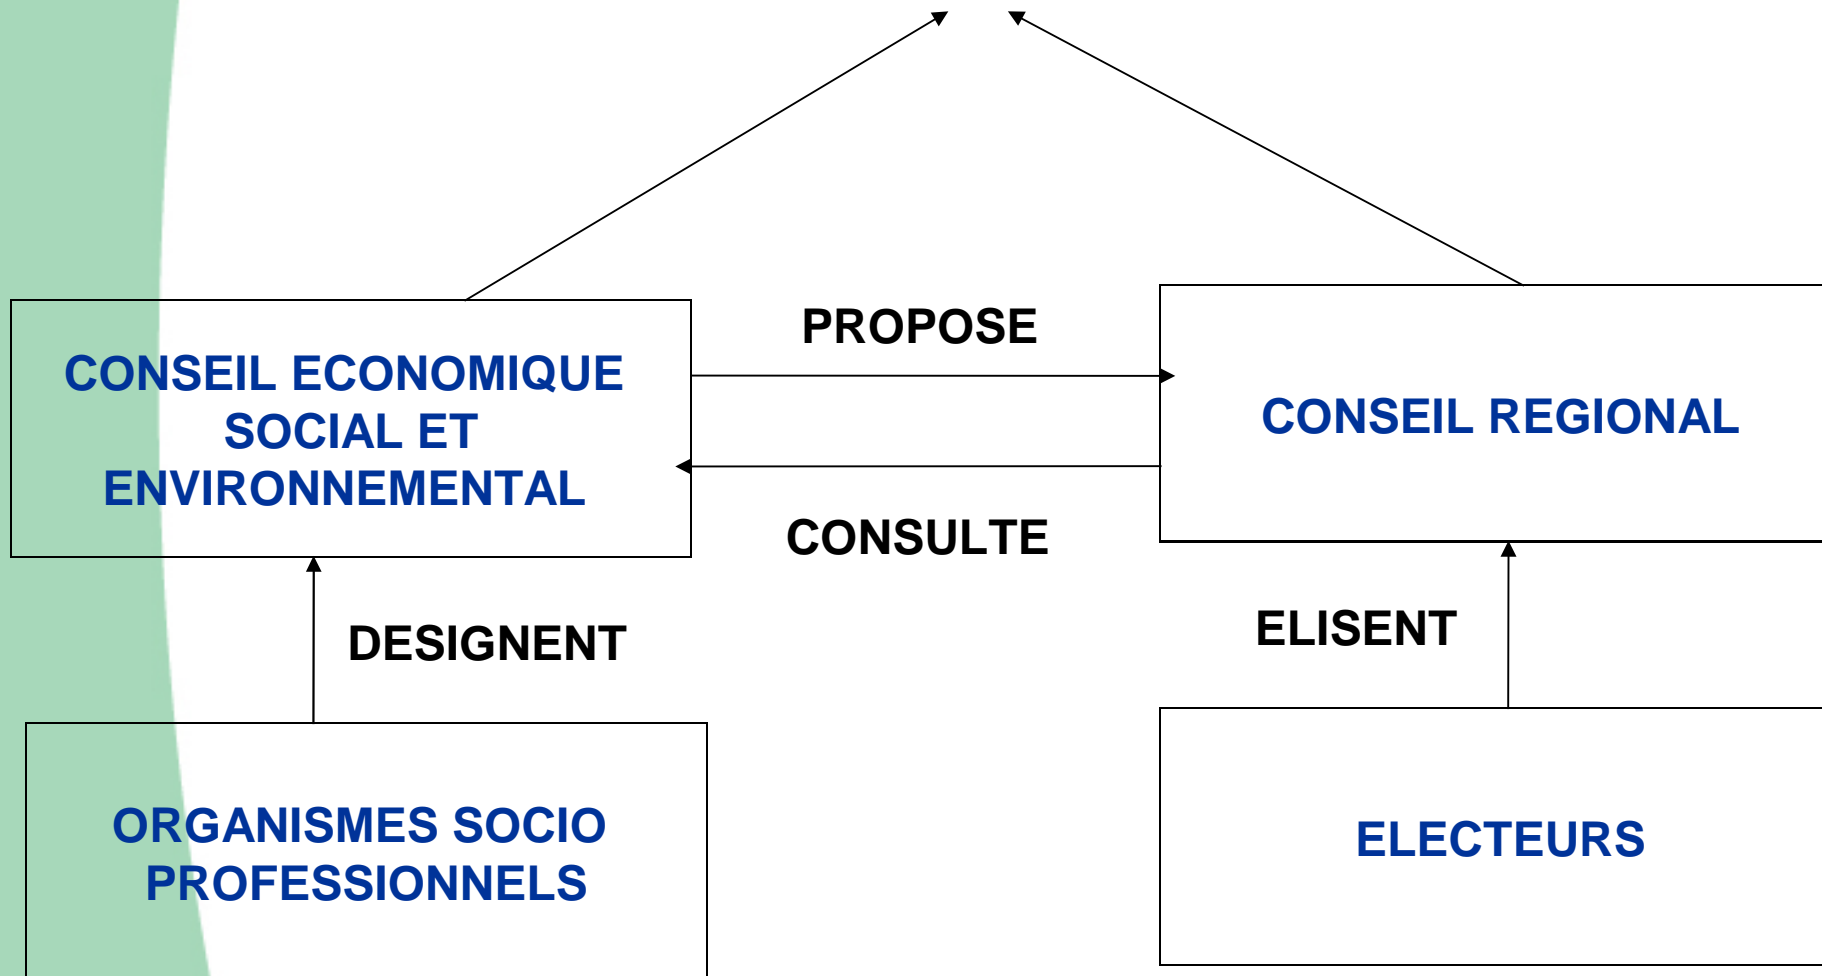 PROPOSE
CONSEIL ECONOMIQUE
SOCIAL ET
ENVIRONNEMENTAL
CONSEIL REGIONAL
CONSULTE
DESIGNENT
ELISENT
ORGANISMES SOCIO
PROFESSIONNELS
ELECTEURS